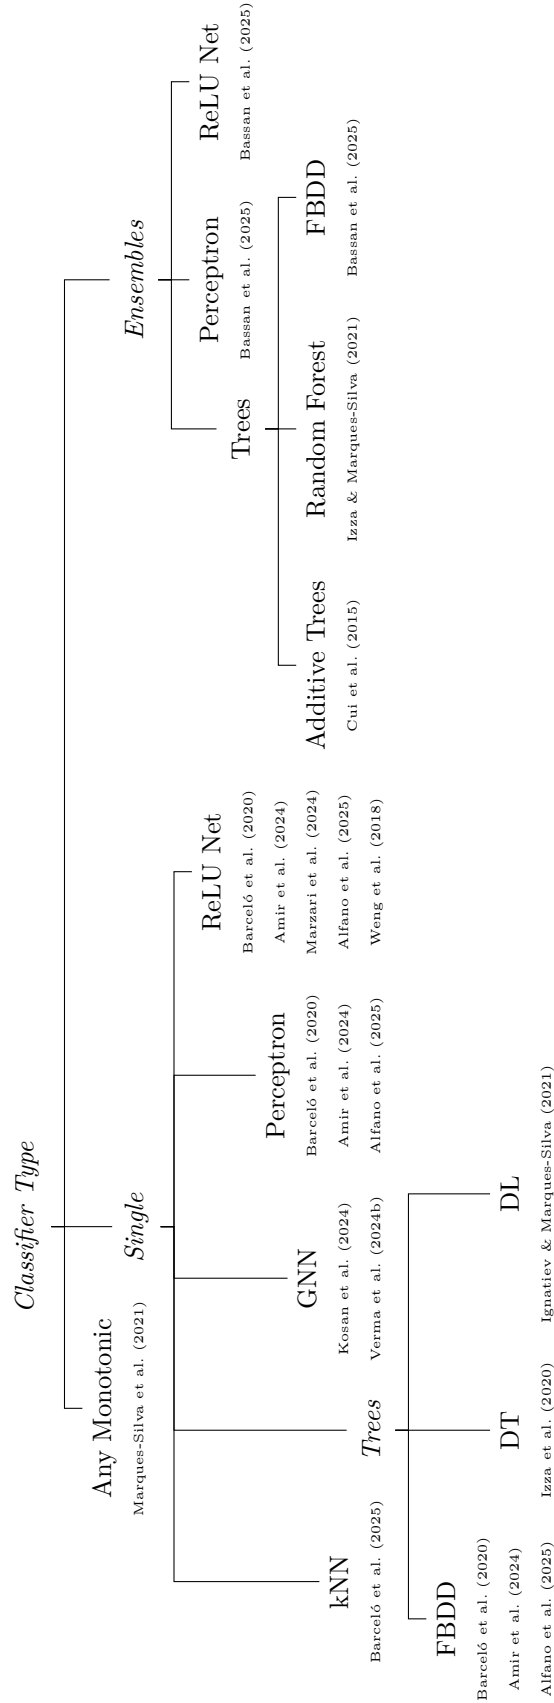 Classifier Type
Any Monotonic
Marques-Silva et al. (2021)
Single
kNN
Barceló et al. (2025)
Trees
FBDD
Barceló et al. (2020)
Amir et al. (2024)
Alfano et al. (2025)
DT
Izza et al. (2020)
DL
Ignatiev & Marques-Silva (2021)
GNN
Kosan et al. (2024)
Verma et al. (2024b)
Perceptron
Barceló et al. (2020)
Amir et al. (2024)
Alfano et al. (2025)
ReLU Net
Barceló et al. (2020)
Amir et al. (2024)
Marzari et al. (2024)
Alfano et al. (2025)
Weng et al. (2018)
Ensembles
Trees
Additive Trees
Cui et al. (2015)
Random Forest
Izza & Marques-Silva (2021)
FBDD
Bassan et al. (2025)
Perceptron
Bassan et al. (2025)
ReLU Net
Bassan et al. (2025)